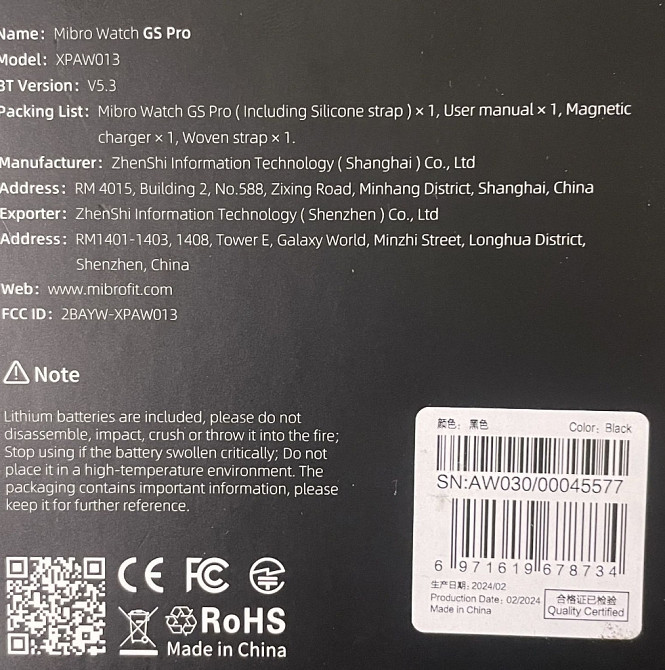 Name: Mibro Watch GS Pro
Model: XPAW013
BT Version: V5.3
Packing List: Mibro Watch GS Pro ( Including Silicone strap ) × 1, User manual × 1, Magnetic
charger × 1, Woven strap × 1.
Manufacturer: ZhenShi Information Technology ( Shanghai ) Co., Ltd
Address: RM 4015, Building 2, No.588, Zixing Road, Minhang District, Shanghai, China
Exporter: ZhenShi Information Technology ( Shenzhen ) Co., Ltd
Address: RM1401-1403, 1408, Tower E, Galaxy World, Minzhi Street, Longhua District,
Shenzhen, China
Web: www.mibrofit.com
FCC ID: 2BAYW-XPAW013
Note
Lithium batteries are included, please do not
disassemble, impact, crush or throw it into the fire;
Stop using if the battery swollen critically; Do not
place it in a high-temperature environment. The
packaging contains important information, please
keep it for further reference.
CE FC
RoHS
Made in China
颜色: 黑色 Color: Black
SN:AW030/00045577
6 971619 678734
生产日期: 2024/02
Production Date: 02/2024
Made in China
合格证已检验
Quality Certified